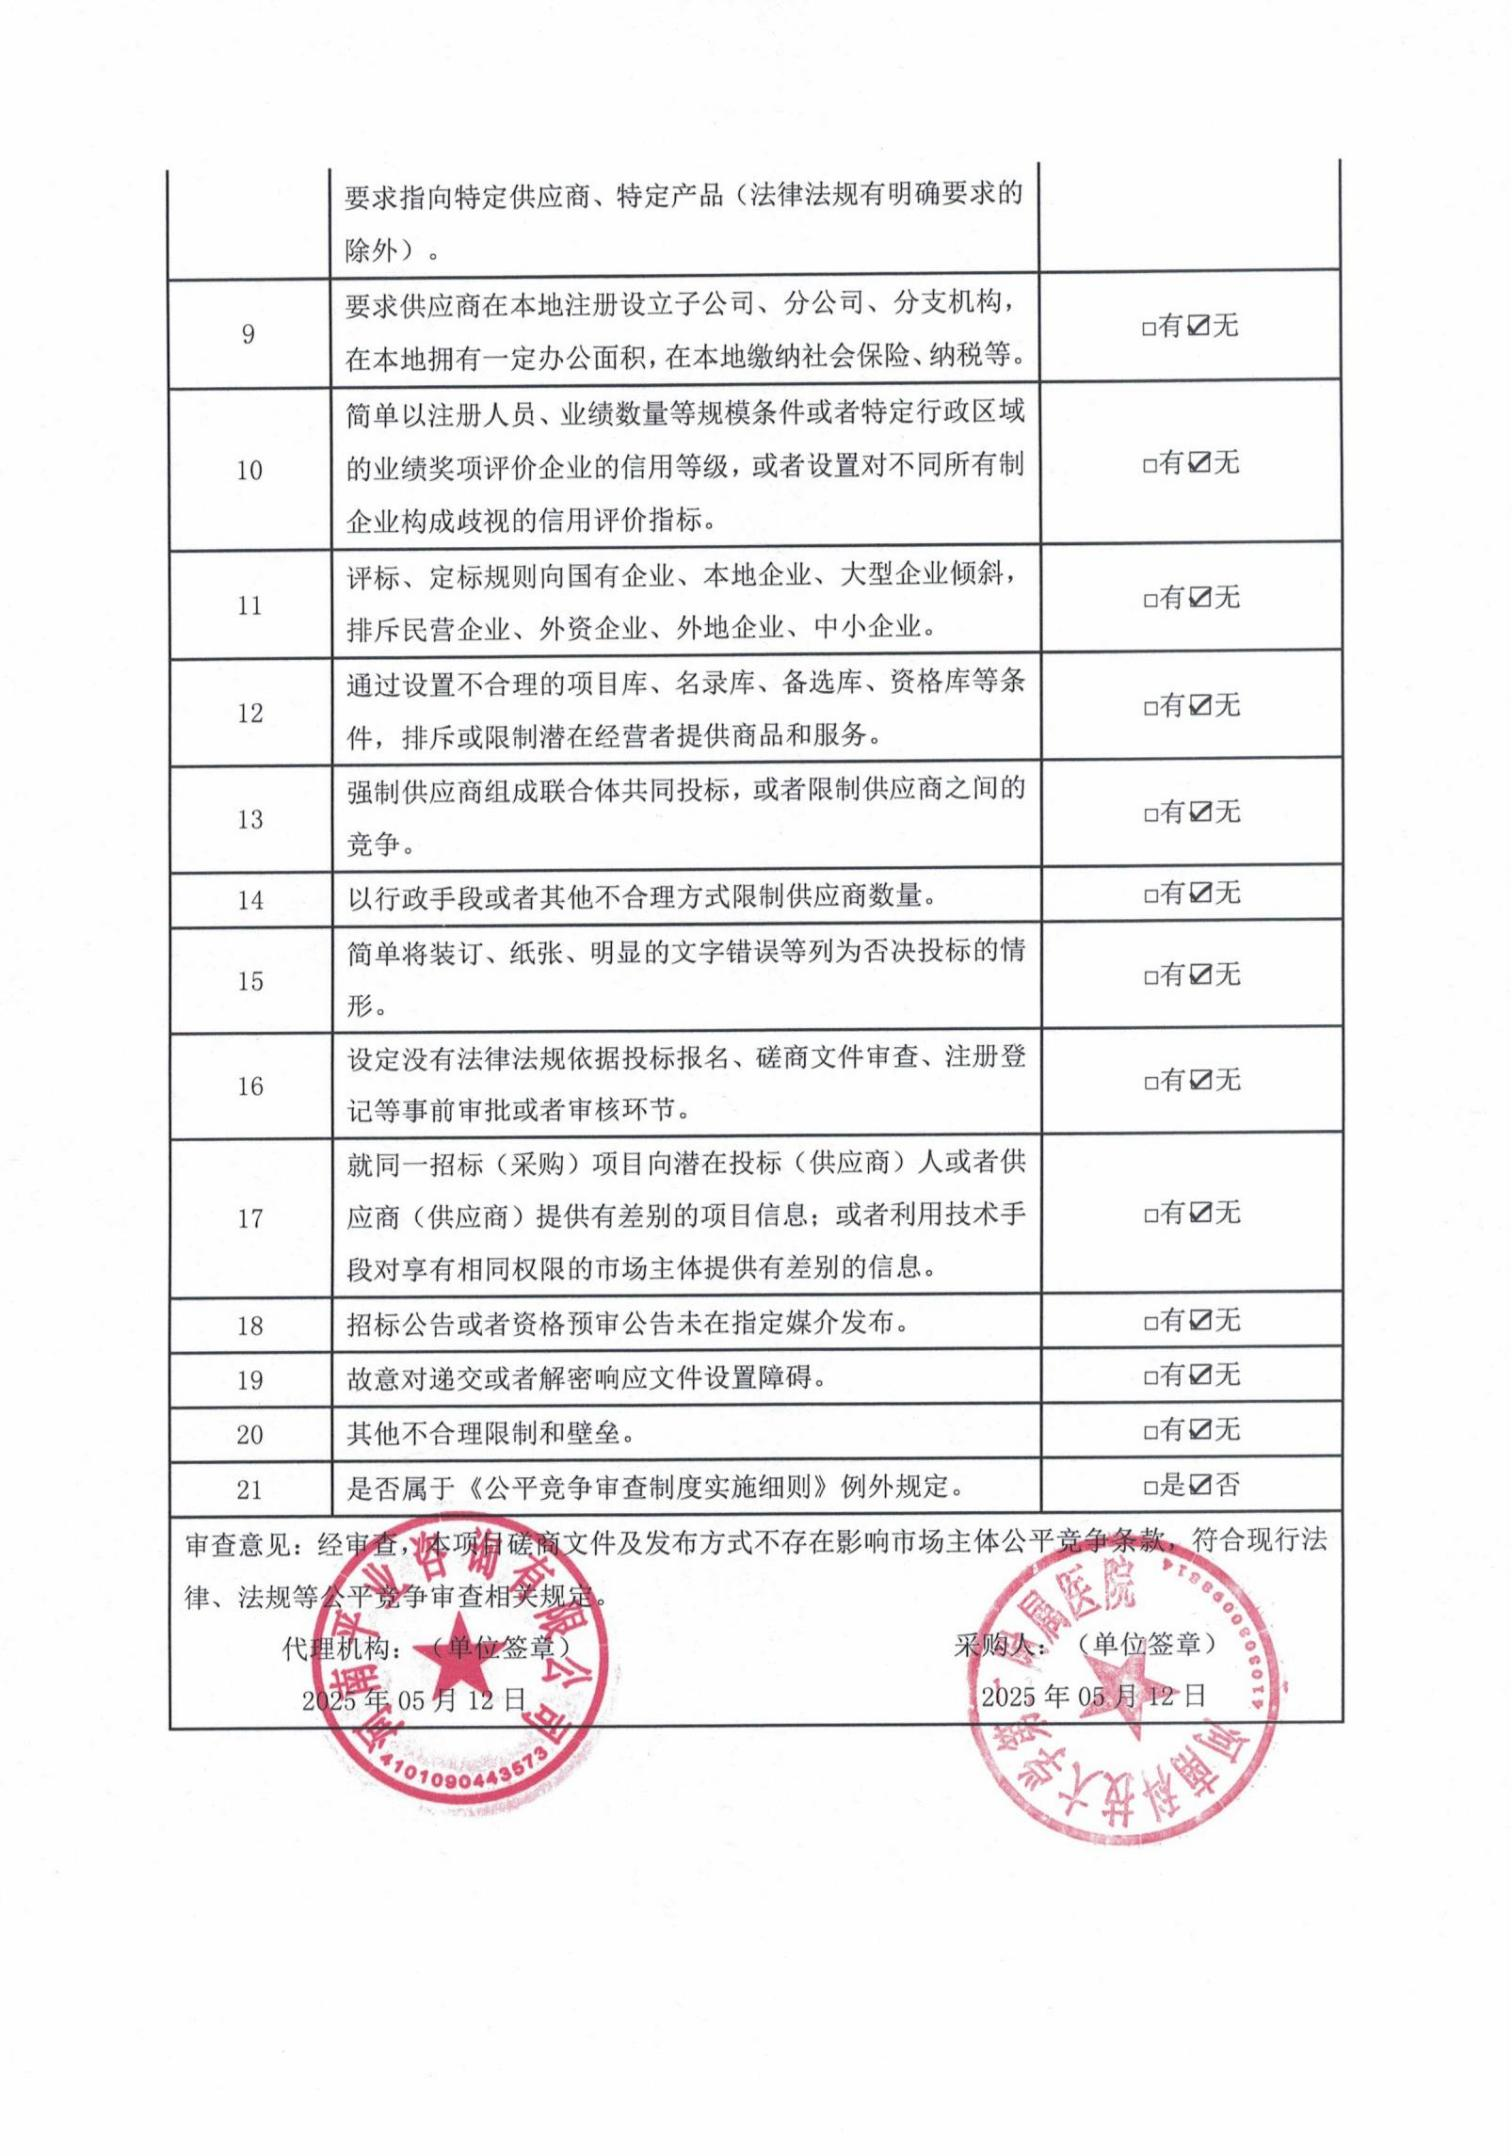 要求指向特定供应商、特定产品（法律法规有明确要求的
除外）。
9
要求供应商在本地注册设立子公司、分公司、分支机构，
在本地拥有一定办公面积，在本地缴纳社会保险、纳税等。
□有☑无
10
简单以注册人员、业绩数量等规模条件或者特定行政区域
的业绩奖项评价企业的信用等级，或者设置对不同所有制
企业构成歧视的信用评价指标。
□有☑无
11
评标、定标规则向国有企业、本地企业、大型企业倾斜，
排斥民营企业、外资企业、外地企业、中小企业。
□有☑无
12
通过设置不合理的项目库、名录库、备选库、资格库等条
件，排斥或限制潜在经营者提供商品和服务。
□有☑无
13
强制供应商组成联合体共同投标，或者限制供应商之间的
竞争。
□有☑无
14
以行政手段或者其他不合理方式限制供应商数量。
□有☑无
15
简单将装订、纸张、明显的文字错误等列为否决投标的情
形。
□有☑无
16
设定没有法律法规依据投标报名、磋商文件审查、注册登
记等事前审批或者审核环节。
□有☑无
17
就同一招标（采购）项目向潜在投标（供应商）人或者供
应商（供应商）提供有差别的项目信息；或者利用技术手
段对享有相同权限的市场主体提供有差别的信息。
□有☑无
18
招标公告或者资格预审公告未在指定媒介发布。
□有☑无
19
故意对递交或者解密响应文件设置障碍。
□有☑无
20
其他不合理限制和壁垒。
□有☑无
21
是否属于《公平竞争审查制度实施细则》例外规定。
□是☑否
审查意见：经审查，本项目磋商文件及发布方式不存在影响市场主体公平竞争条款，符合现行法
律、法规等公平竞争审查相关规定。
代理机构：（单位签章）
采购人：（单位签章）
2025 年 05 月 12 日
2025 年 05 月 12 日
河南平业咨询有限公司
4101090443573
河南科技大学第一附属医院